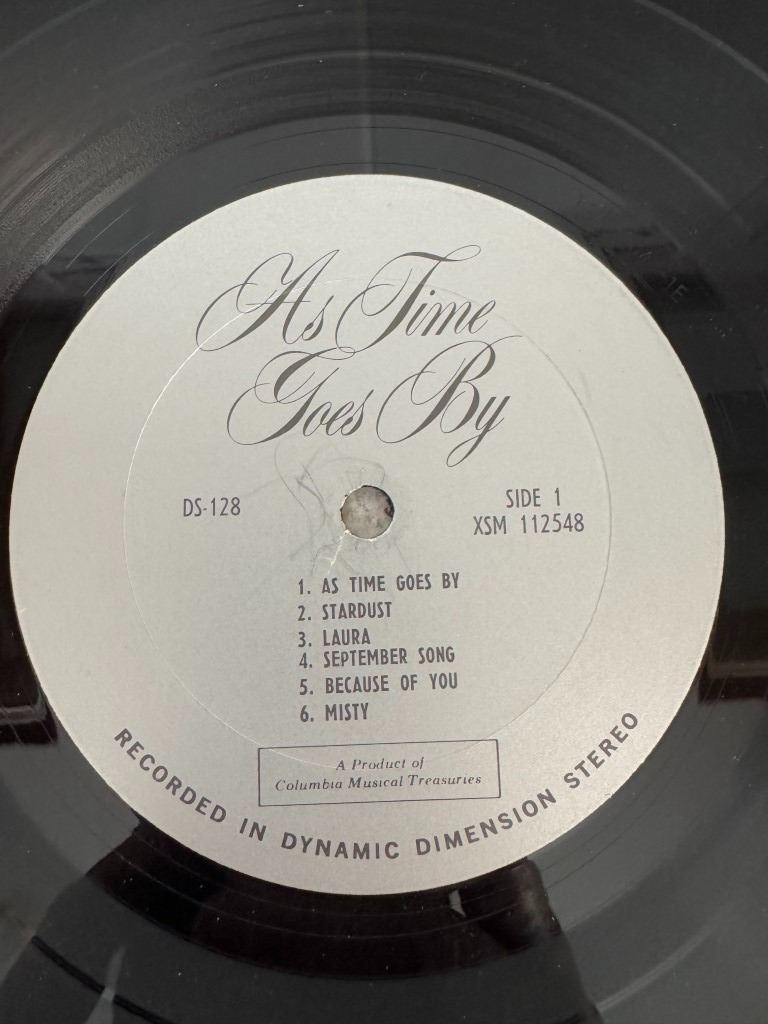 As Time
Goes By
DS-128
SIDE 1
XSM 112548
1. AS TIME GOES BY
2. STARDUST
3. LAURA
4. SEPTEMBER SONG
5. BECAUSE OF YOU
6. MISTY
A Product of
Columbia Musical Treasuries
RECORDED IN DYNAMIC DIMENSION STEREO